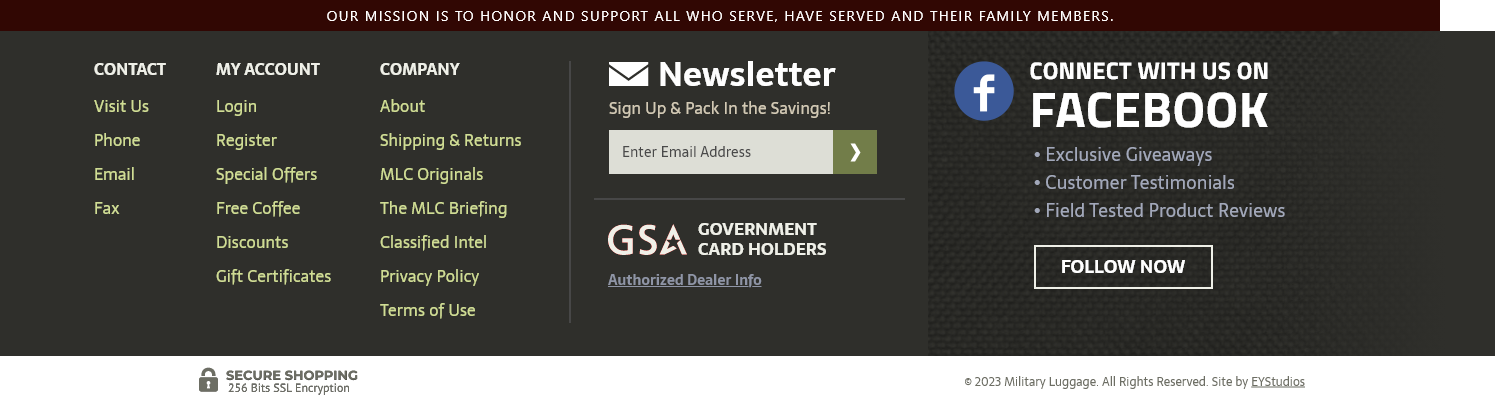 OUR MISSION IS TO HONOR AND SUPPORT ALL WHO SERVE, HAVE SERVED AND THEIR FAMILY MEMBERS.
CONTACT
Visit Us
Phone
Email
Fax
MY ACCOUNT
Login
Register
Special Offers
Free Coffee
Discounts
Gift Certificates
COMPANY
About
Shipping & Returns
MLC Originals
The MLC Briefing
Classified Intel
Privacy Policy
Terms of Use
Newsletter
Sign Up & Pack In the Savings!
Enter Email Address
GSA
GOVERNMENT
CARD HOLDERS
Authorized Dealer Info
CONNECT WITH US ON
FACEBOOK
• Exclusive Giveaways
• Customer Testimonials
• Field Tested Product Reviews
FOLLOW NOW
SECURE SHOPPING
256 Bits SSL Encryption
© 2023 Military Luggage. All Rights Reserved. Site by EYStudios